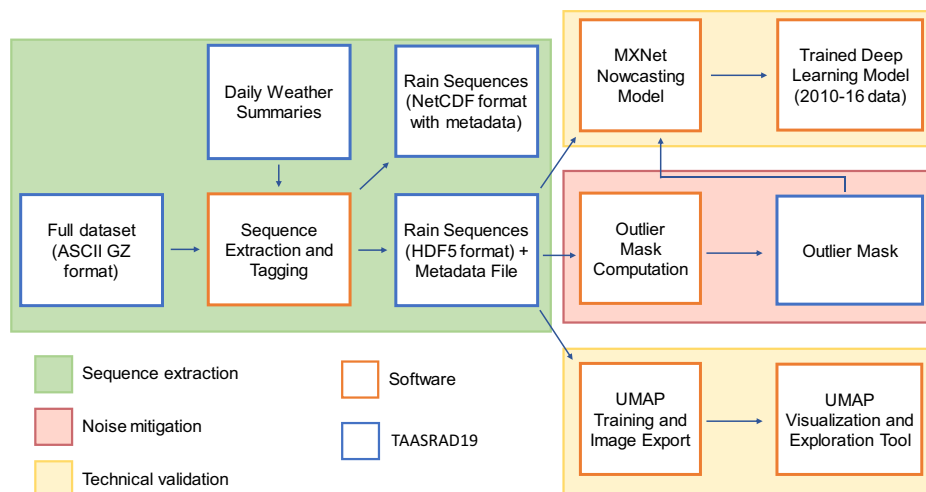 Daily Weather
Summaries
Rain Sequences
(NetCDF format
with metadata)
MXNet
Nowcasting
Model
Trained Deep
Learning Model
(2010-16 data)
Full dataset
(ASCII GZ
format)
Sequence
Extraction and
Tagging
Rain Sequences
(HDF5 format) +
Metadata File
Outlier
Mask
Computation
Outlier Mask
UMAP
Training and
Image Export
UMAP
Visualization and
Exploration Tool
Sequence extraction
Noise mitigation
Technical validation
Software
TAASRAD19